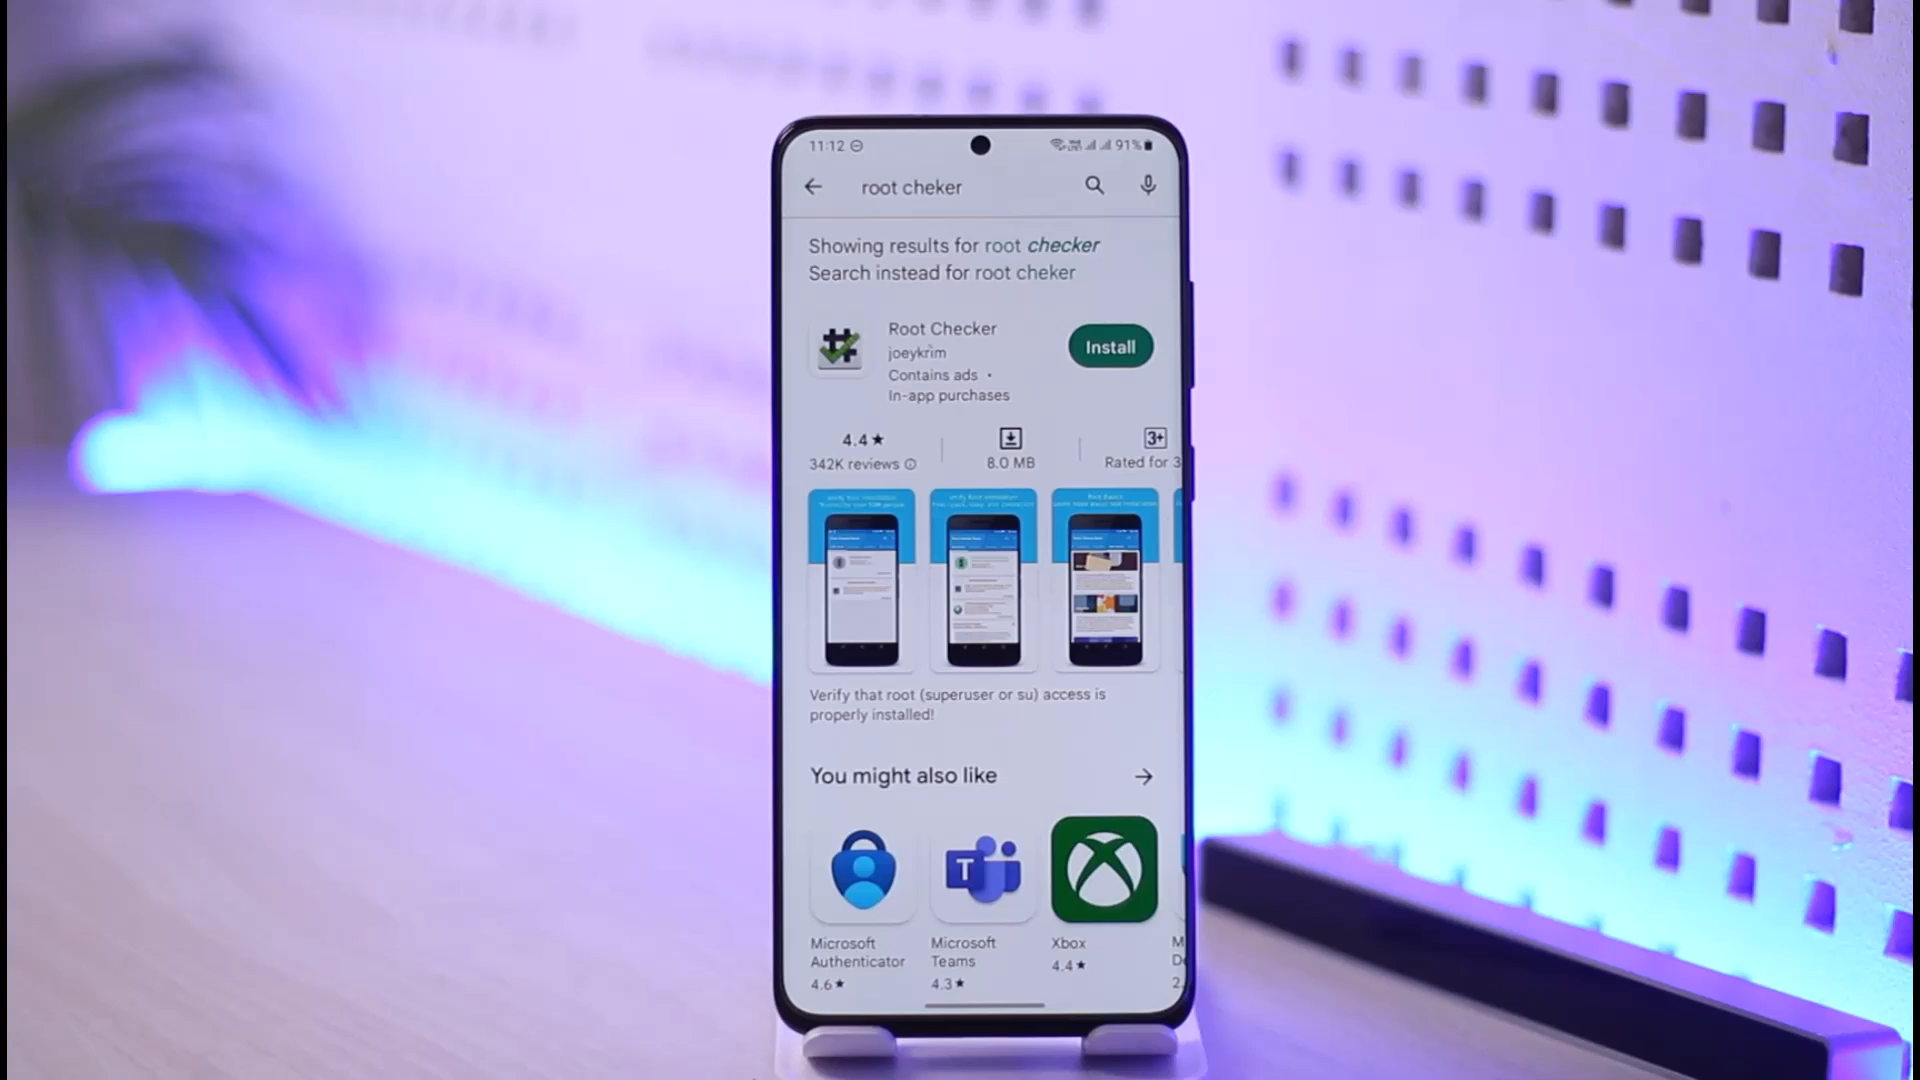 11:12 91%
root cheker
Showing results for root checker
Search instead for root cheker
Root Checker
joeykrim
Contains ads •
In-app purchases
Install
4.4★
342K reviews
8.0 MB
3+
Rated for 3
Verify that root (superuser or su) access is
properly installed!
You might also like
T
Microsoft
Authenticator
4.6★
Microsoft
Teams
4.3★
Xbox
4.4★
M
D
2.